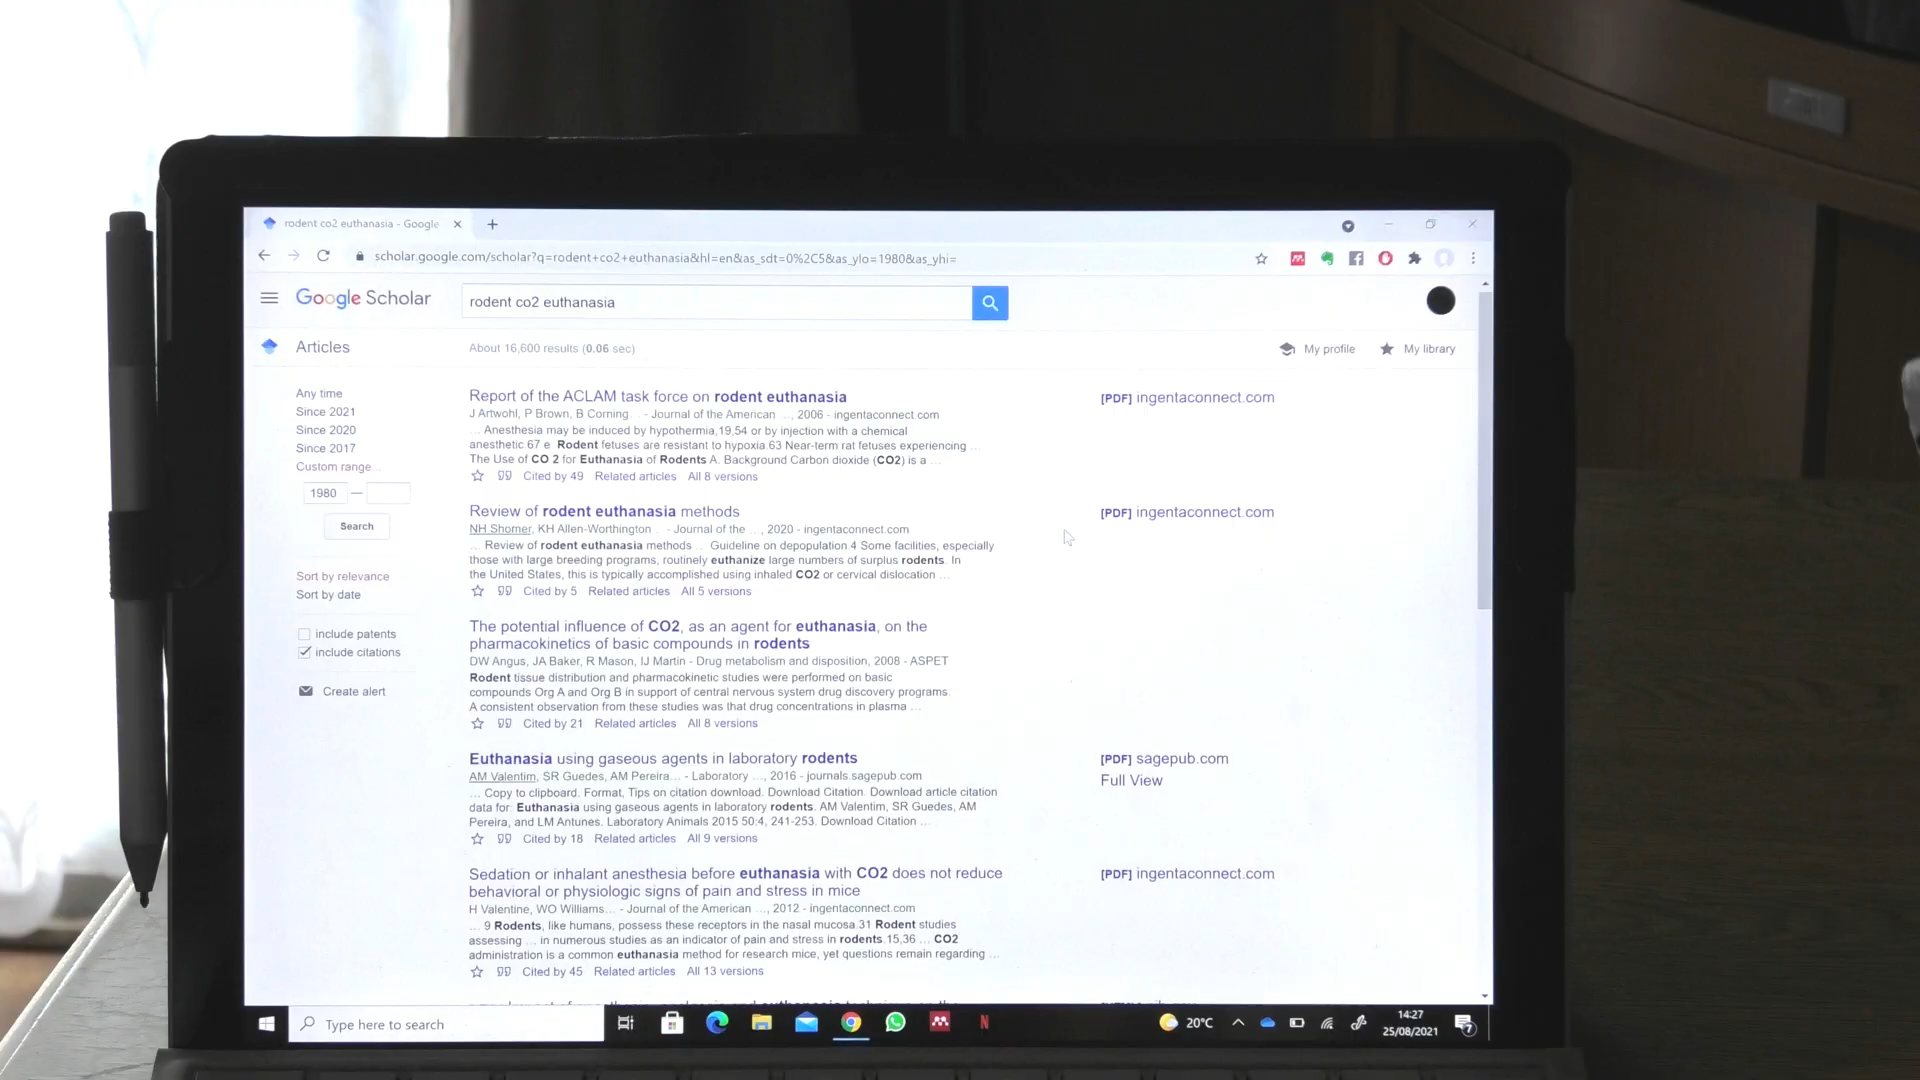 rodent co2 euthanasia - Google
scholar.google.com/scholar?q=rodent+co2+euthanasia&hl=en&as_sdt=0%2C5&as_ylo=1980&as_yhi=
Google Scholar
rodent co2 euthanasia
Articles
About 16,600 results (0.06 sec)
My profile
My library
Any time
Since 2021
Since 2020
Since 2017
Custom range...
1980 —
Search
Sort by relevance
Sort by date
include patents
include citations
Create alert
Report of the ACLAM task force on rodent euthanasia
J Artwohl, P Brown, B Corning... - Journal of the American ..., 2006 - ingentaconnect.com
... Anesthesia may be induced by hypothermia,19,54 or by injection with a chemical
anesthetic.67 e. Rodent fetuses are resistant to hypoxia.63 Near-term rat fetuses experiencing ...
The Use of CO 2 for Euthanasia of Rodents A. Background Carbon dioxide (CO2) is a ...
Cited by 49 Related articles All 8 versions
[PDF] ingentaconnect.com
Review of rodent euthanasia methods
NH Shomer, KH Allen-Worthington... - Journal of the ..., 2020 - ingentaconnect.com
... Review of rodent euthanasia methods ... Guideline on depopulation.4 Some facilities, especially
those with large breeding programs, routinely euthanize large numbers of surplus rodents. In
the United States, this is typically accomplished using inhaled CO2 or cervical dislocation ...
Cited by 5 Related articles All 5 versions
[PDF] ingentaconnect.com
The potential influence of CO2, as an agent for euthanasia, on the
pharmacokinetics of basic compounds in rodents
DW Angus, JA Baker, R Mason, IJ Martin - Drug metabolism and disposition, 2008 - ASPET
Rodent tissue distribution and pharmacokinetic studies were performed on basic
compounds Org A and Org B in support of central nervous system drug discovery programs.
A consistent observation from these studies was that drug concentrations in plasma ...
Cited by 21 Related articles All 8 versions
Euthanasia using gaseous agents in laboratory rodents
AM Valentim, SR Guedes, AM Pereira... - Laboratory ..., 2016 - journals.sagepub.com
... Copy to clipboard. Format, Tips on citation download. Download Citation. Download article citation
data for: Euthanasia using gaseous agents in laboratory rodents. AM Valentim, SR Guedes, AM
Pereira, and LM Antunes. Laboratory Animals 2015 50:4, 241-253. Download Citation ...
Cited by 18 Related articles All 9 versions
[PDF] sagepub.com
Full View
Sedation or inhalant anesthesia before euthanasia with CO2 does not reduce
behavioral or physiologic signs of pain and stress in mice
H Valentine, WO Williams... - Journal of the American ..., 2012 - ingentaconnect.com
... 9 Rodents, like humans, possess these receptors in the nasal mucosa.31 Rodent studies
assessing ... in numerous studies as an indicator of pain and stress in rodents.15,36 ... CO2
administration is a common euthanasia method for research mice, yet questions remain regarding ...
Cited by 45 Related articles All 13 versions
[PDF] ingentaconnect.com
Type here to search
20°C
14:27
25/08/2021
7